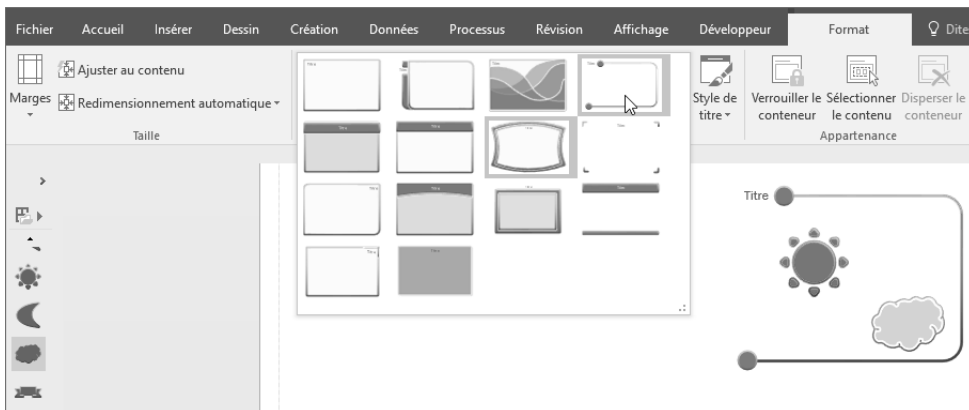 Fichier Accueil Insérer Dessin Création Données Processus Révision Affichage Développeur Format Dite
Ajuster au contenu
Marges
Redimensionnement automatique
Taille
Style de
titre
Verrouiller le
conteneur
Sélectionner
le contenu
Disperser le
conteneur
Appartenance
Titre